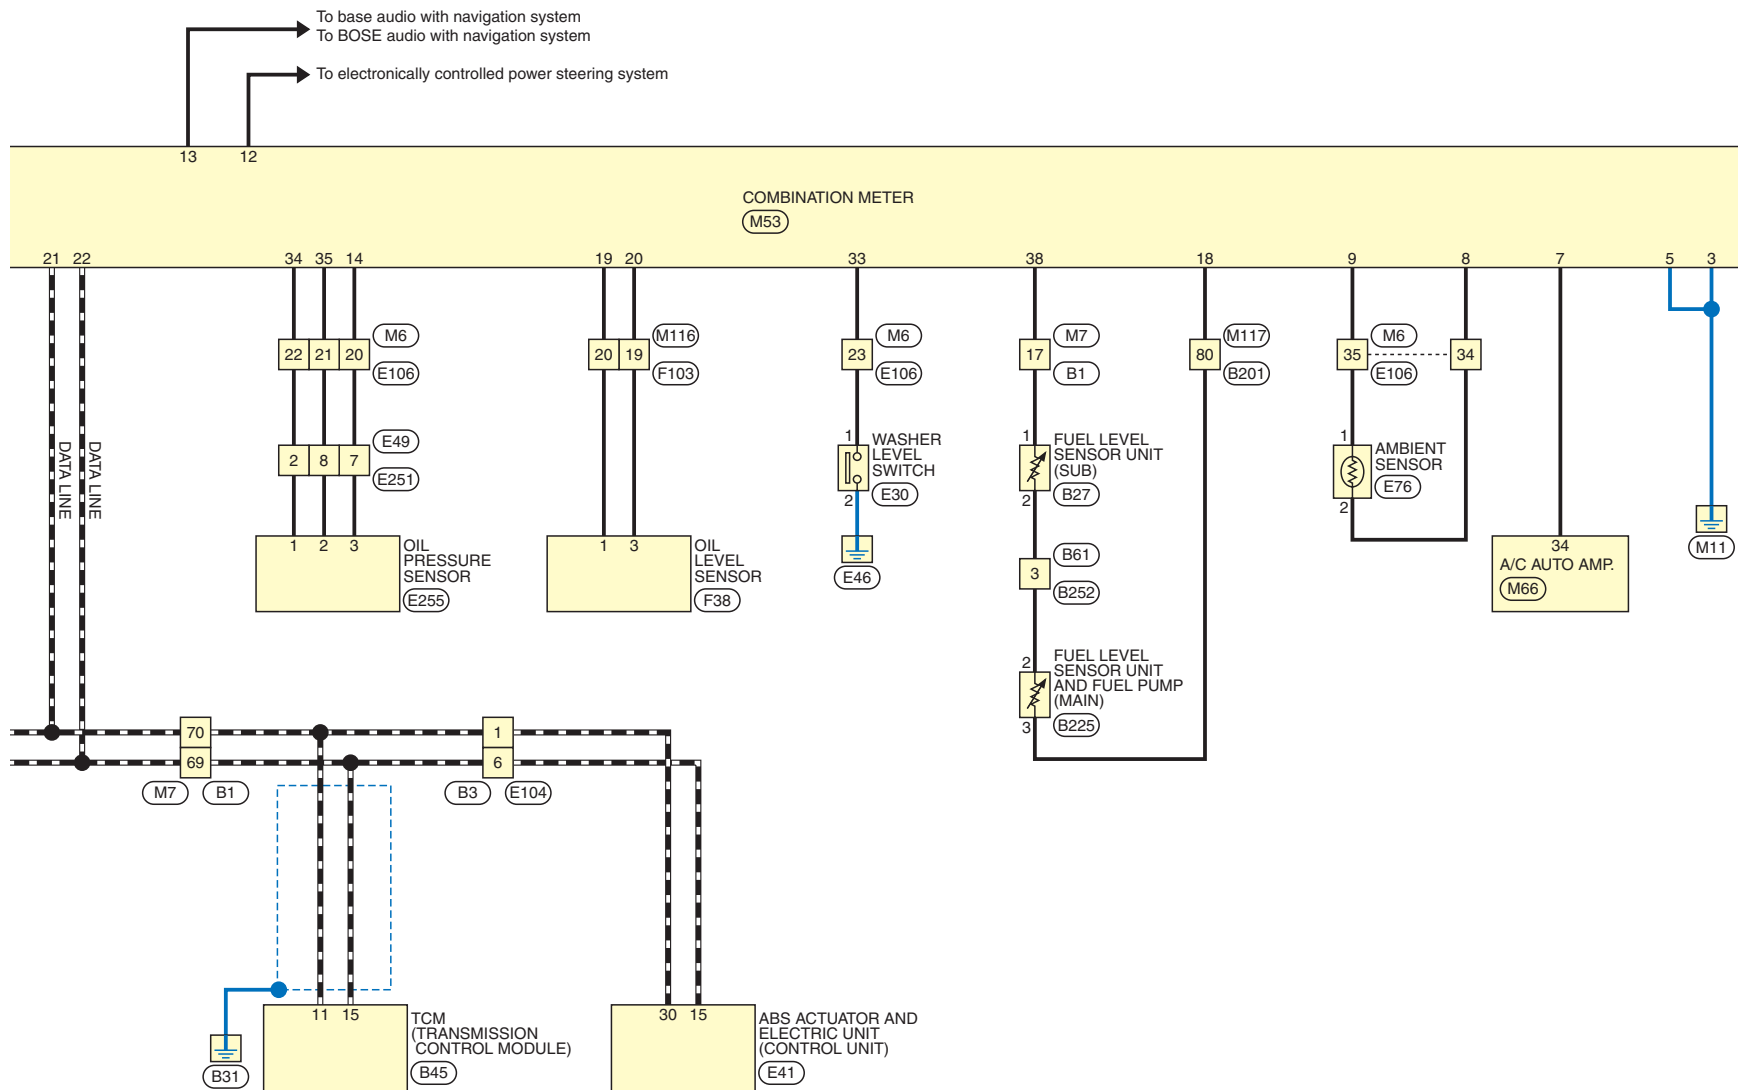 To base audio with navigation system
To BOSE audio with navigation system
To electronically controlled power steering system
13 12
COMBINATION METER
M53
21 22 34 35 14 19 20 33 38 18 9 8 7 5 3
M6
22 21 20
E106
M116
20 19
F103
M6
23
E106
M7
17
B1
M117
80
B201
M6
35 34
E106
DATA LINE
DATA LINE
E49
2 8 7
E251
1
WASHER
LEVEL
SWITCH
2
E30
1
FUEL LEVEL
SENSOR UNIT
(SUB)
2
B27
1
AMBIENT
SENSOR
E76
2
1 2 3
OIL
PRESSURE
SENSOR
E255
1 3
OIL
LEVEL
SENSOR
F38
E46
B61
3
B252
34
A/C AUTO AMP.
M66
M11
2
FUEL LEVEL
SENSOR UNIT
AND FUEL PUMP
(MAIN)
3
B225
70
69
M7 B1
1
6
B3 E104
11 15
TCM
(TRANSMISSION
CONTROL MODULE)
B45
B31
30 15
ABS ACTUATOR AND
ELECTRIC UNIT
(CONTROL UNIT)
E41